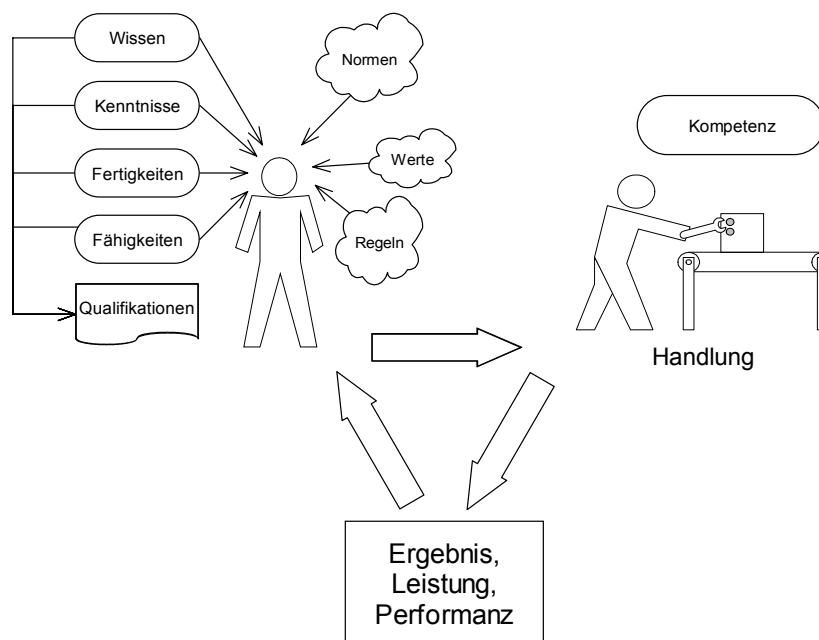 Wissen
Kenntnisse
Fertigkeiten
Fähigkeiten
Qualifikationen
Normen
Werte
Regeln
Kompetenz
Handlung
Ergebnis,
Leistung,
Performanz